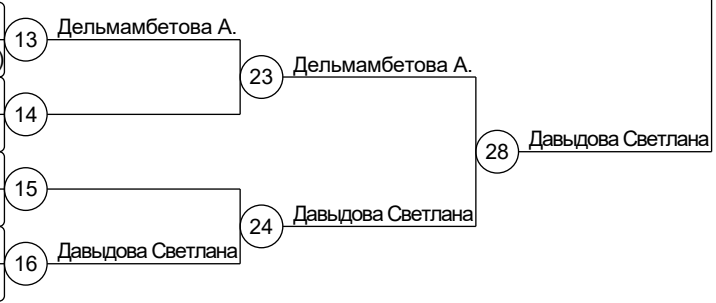 13 Дельмамбетова А.
23 Дельмамбетова А.
14
28 Давыдова Светлана
15
24 Давыдова Светлана
16 Давыдова Светлана